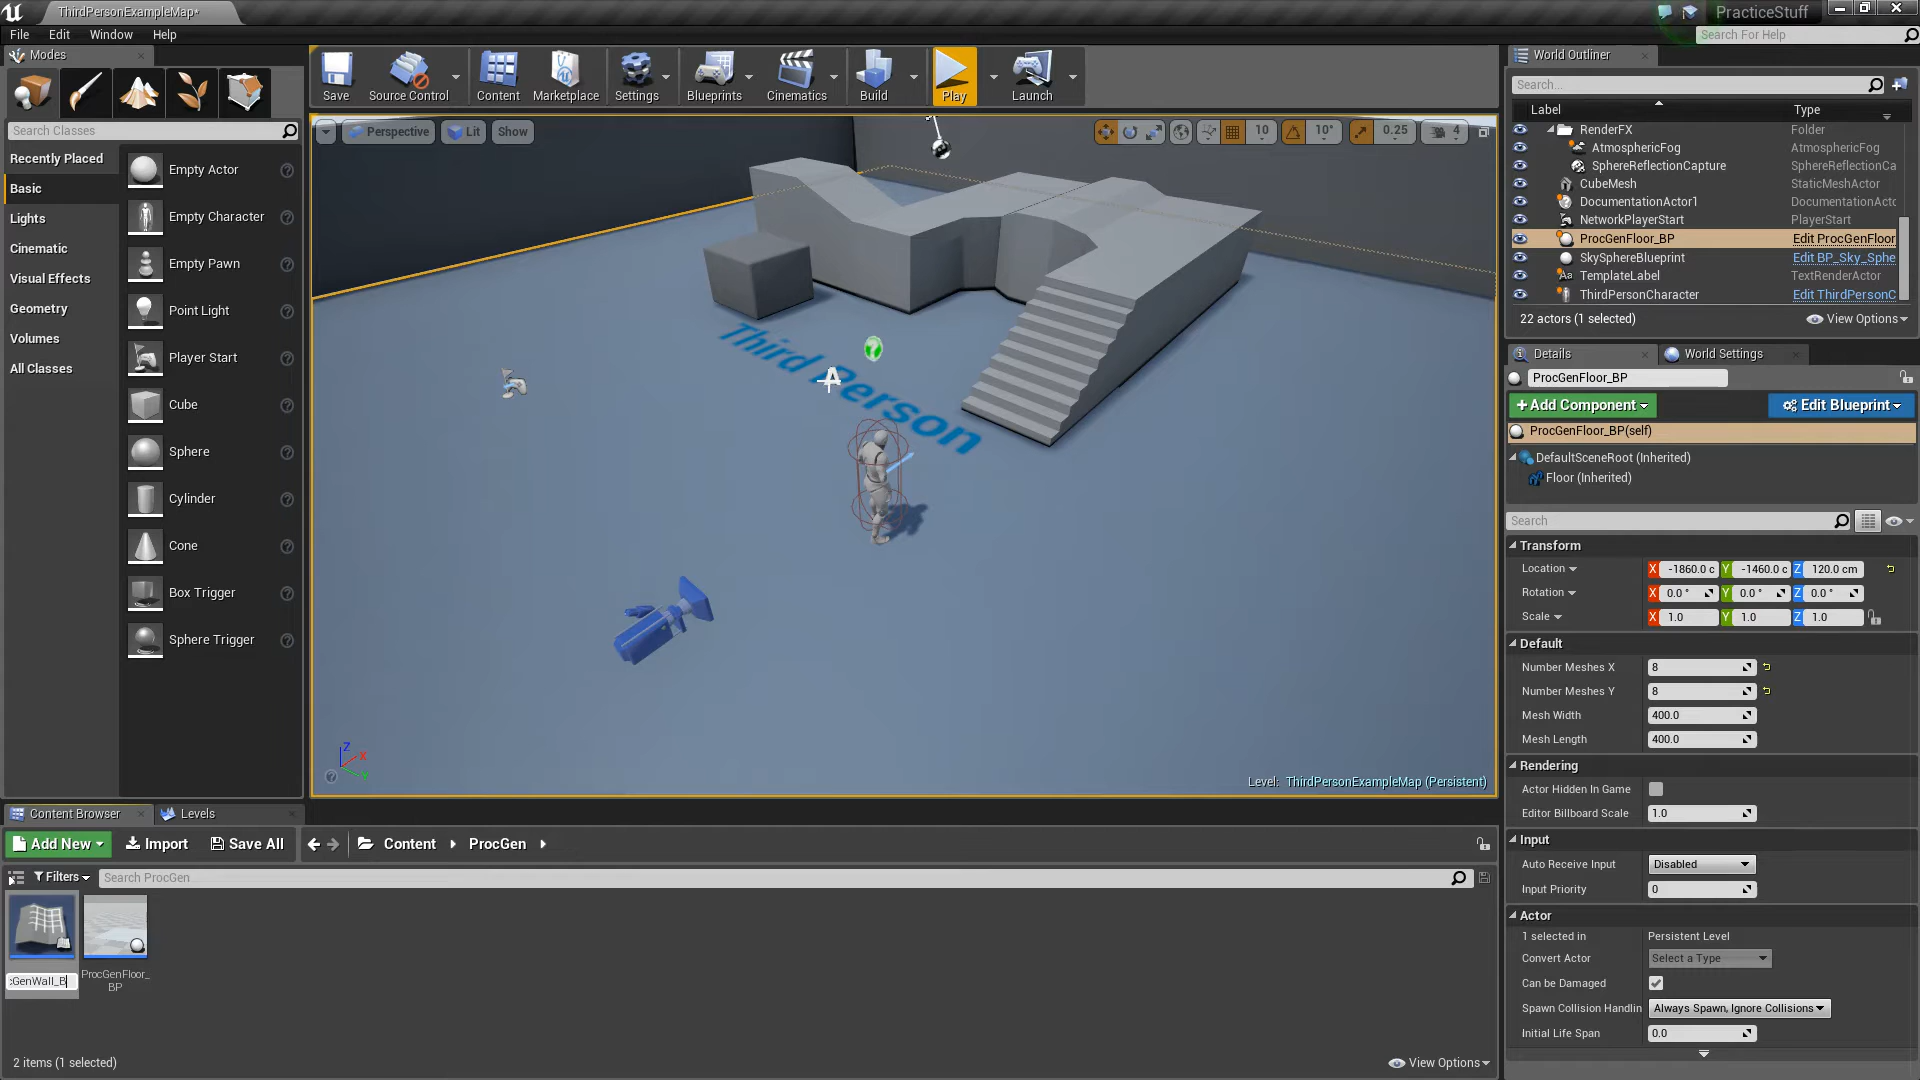 ThirdPersonExampleMap*
PracticeStuff
File Edit Window Help
Search For Help
Modes
Search Classes
Recently Placed
Basic
Lights
Cinematic
Visual Effects
Geometry
Volumes
All Classes
Empty Actor
Empty Character
Empty Pawn
Point Light
Player Start
Cube
Sphere
Cylinder
Cone
Box Trigger
Sphere Trigger
Save
Source Control
Content
Marketplace
Settings
Blueprints
Cinematics
Build
Play
Launch
Perspective Lit Show
10 10° 0.25 4
Third Person
Level: ThirdPersonExampleMap (Persistent)
Z X Y
World Outliner
Search...
Label Type
RenderFX Folder
AtmosphericFog AtmosphericFog
SphereReflectionCapture SphereReflectionCa
CubeMesh StaticMeshActor
DocumentationActor1 DocumentationActo
NetworkPlayerStart PlayerStart
ProcGenFloor_BP Edit ProcGenFloor
SkySphereBlueprint Edit BP_Sky_Sphe
TemplateLabel TextRenderActor
ThirdPersonCharacter Edit ThirdPersonC
22 actors (1 selected) View Options
Details World Settings
ProcGenFloor_BP
+Add Component Edit Blueprint
ProcGenFloor_BP(self)
DefaultSceneRoot (Inherited)
Floor (Inherited)
Search
Transform
Location X -1860.0 c Y -1460.0 c Z 120.0 cm
Rotation X 0.0 ° Y 0.0 ° Z 0.0 °
Scale X 1.0 Y 1.0 Z 1.0
Default
Number Meshes X 8
Number Meshes Y 8
Mesh Width 400.0
Mesh Length 400.0
Rendering
Actor Hidden In Game
Editor Billboard Scale 1.0
Input
Auto Receive Input Disabled
Input Priority 0
Actor
1 selected in Persistent Level
Convert Actor Select a Type
Can be Damaged
Spawn Collision Handlin Always Spawn, Ignore Collisions
Initial Life Span 0.0
Content Browser Levels
Add New Import Save All Content ProcGen
Filters Search ProcGen
cGenWall_B
ProcGenFloor_
BP
2 items (1 selected) View Options